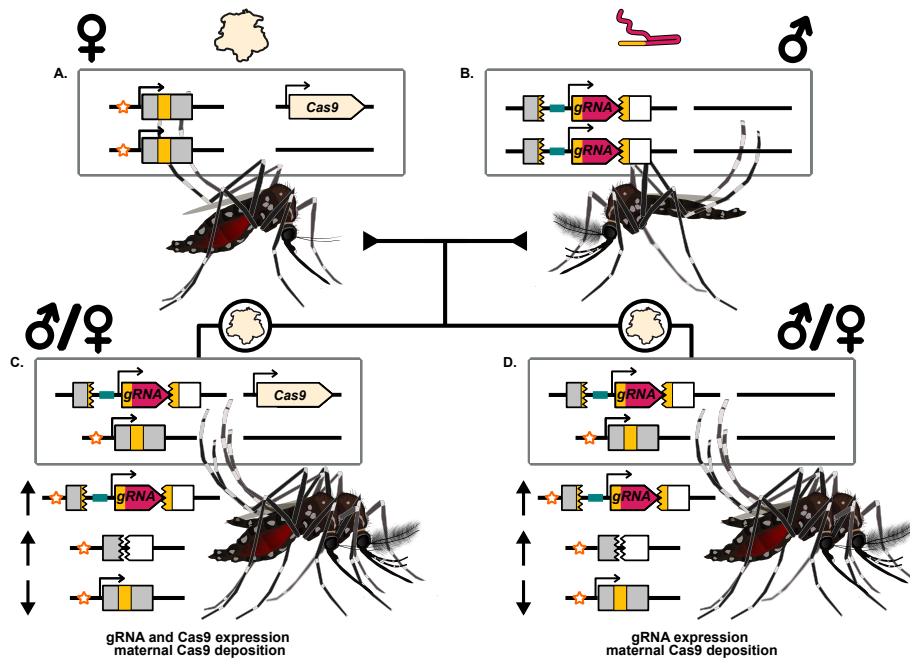 A.
B.
Cas9
gRNA
gRNA
C.
D.
gRNA
Cas9
gRNA
gRNA
gRNA
gRNA and Cas9 expression
maternal Cas9 deposition
gRNA expression
maternal Cas9 deposition